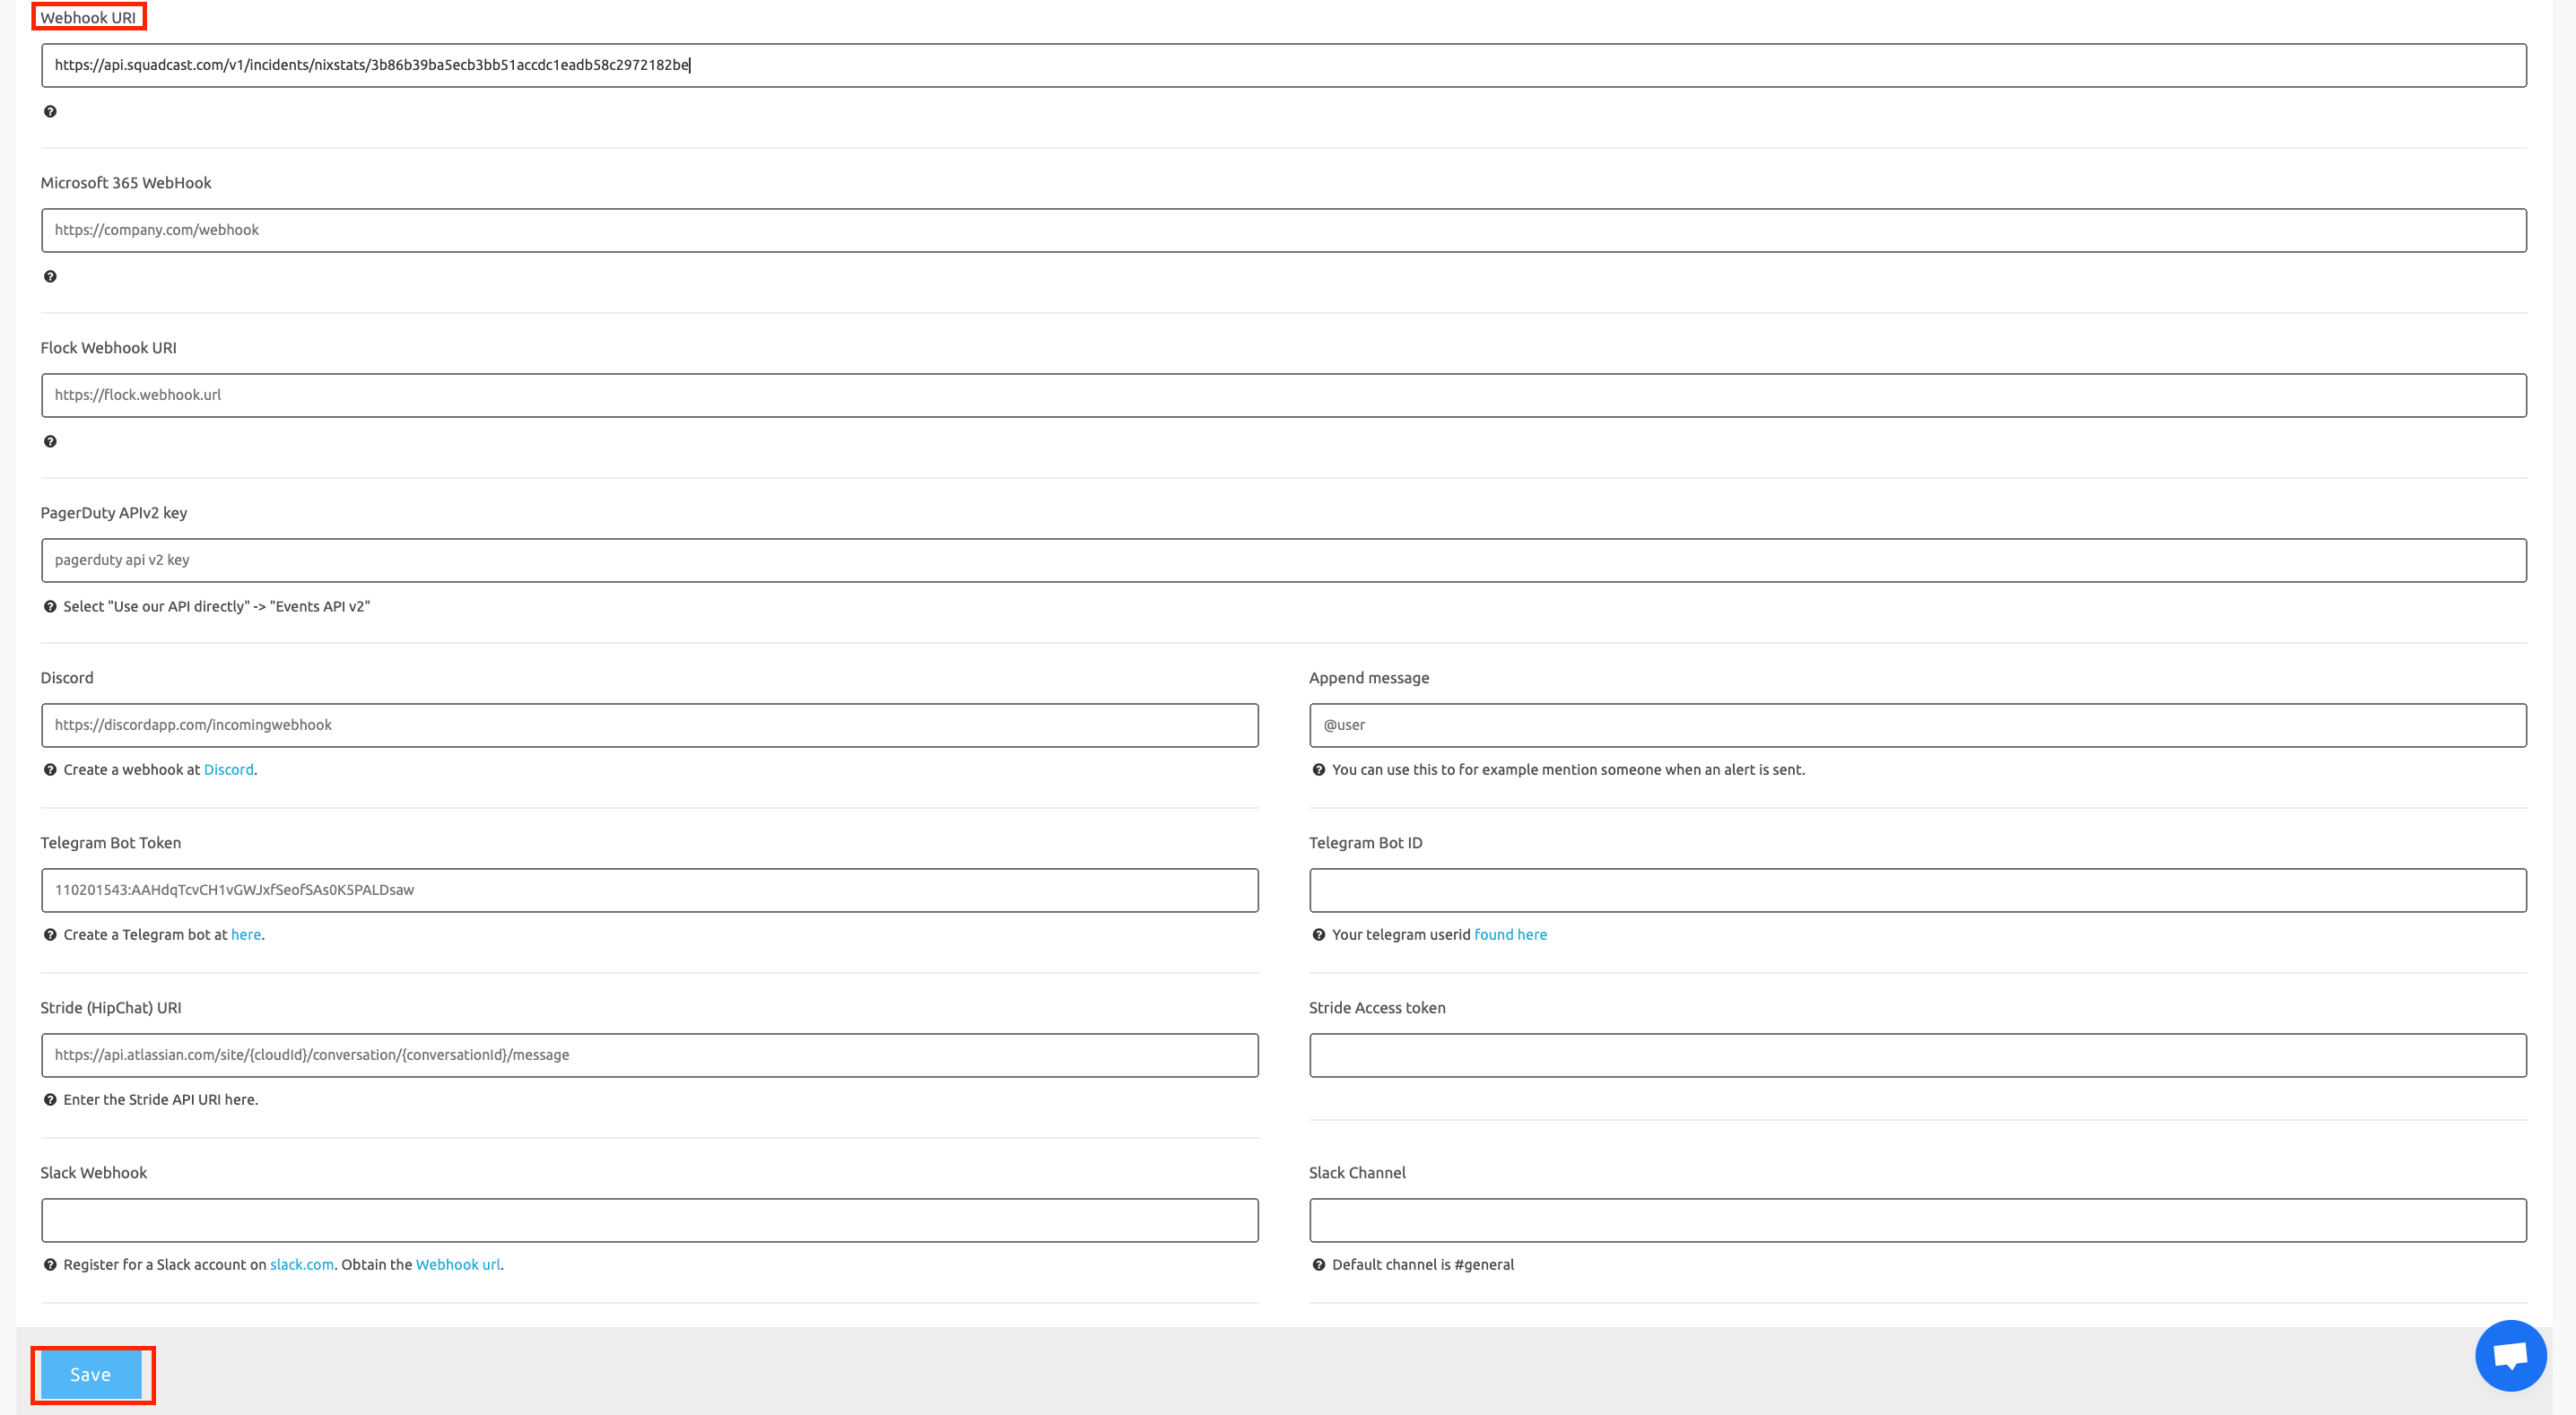 Webhook URI
https://api.squadcast.com/v1/incidents/nixstats/3b86b39ba5ecb3bb51accdc1eadb58c2972182be
Microsoft 365 WebHook
https://company.com/webhook
Flock Webhook URI
https://flock.webhook.url
PagerDuty APIv2 key
pagerduty api v2 key
Select "Use our API directly" -> "Events API v2"
Discord
https://discordapp.com/incomingwebhook
Create a webhook at Discord.
Append message
@user
You can use this to for example mention someone when an alert is sent.
Telegram Bot Token
110201543:AAHdqTcvCH1vGWJxfSeofSAs0K5PALDsaw
Create a Telegram bot at here.
Telegram Bot ID
Your telegram userid found here
Stride (HipChat) URI
https://api.atlassian.com/site/{cloudId}/conversation/{conversationId}/message
Enter the Stride API URI here.
Stride Access token
Slack Webhook
Register for a Slack account on slack.com. Obtain the Webhook url.
Slack Channel
Default channel is #general
Save